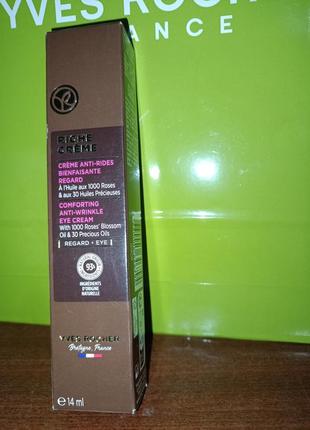 YVES ROCHER
FRANCE
RICHE
CRÈME
CRÈME ANTI-RIDES
BIENFAISANTE
REGARD
À l'Huile aux 1000 Roses
& aux 30 Huiles Précieuses
COMFORTING
ANTI-WRINKLE
EYE CREAM
With 1000 Roses' Blossom
Oil & 30 Precious Oils
| REGARD • EYE |
93%
INGRÉDIENTS
D'ORIGINE
NATURELLE
YVES ROCHER
Bretagne, France
℮ 14 ml